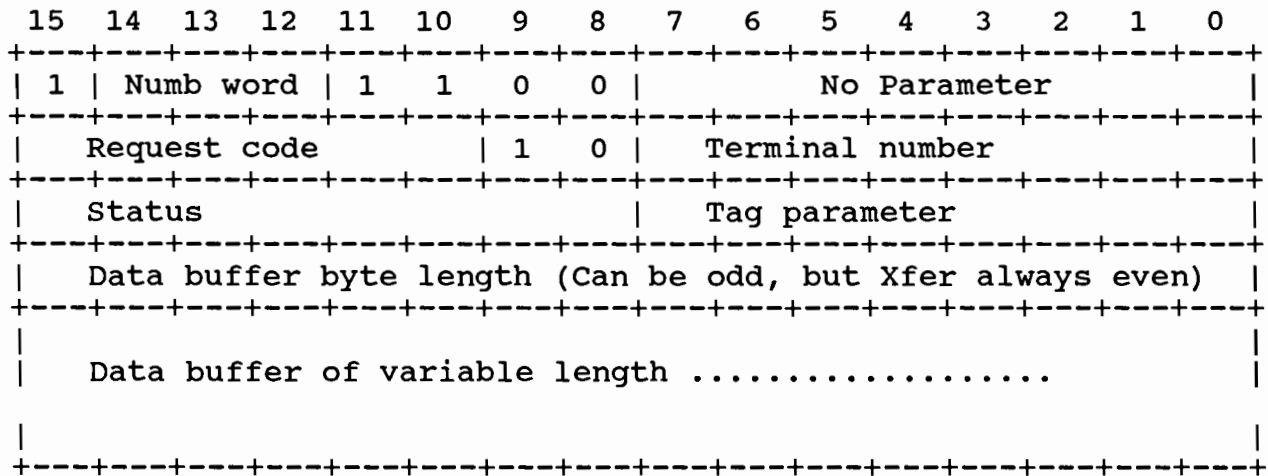 15 14 13 12 11 10 9 8 7 6 5 4 3 2 1 0
+---+---+---+---+---+---+---+---+---+---+---+---+---+---+---+---+
| 1 | Numb word | 1 1 0 0 | No Parameter |
+---+---+---+---+---+---+---+---+---+---+---+---+---+---+---+---+
| Request code | 1 0 | Terminal number |
+---+---+---+---+---+---+---+---+---+---+---+---+---+---+---+---+
| Status | Tag parameter |
+---+---+---+---+---+---+---+---+---+---+---+---+---+---+---+---+
| Data buffer byte length (Can be odd, but Xfer always even) |
+---+---+---+---+---+---+---+---+---+---+---+---+---+---+---+---+
| |
| Data buffer of variable length ................... |
| |
+---+---+---+---+---+---+---+---+---+---+---+---+---+---+---+---+